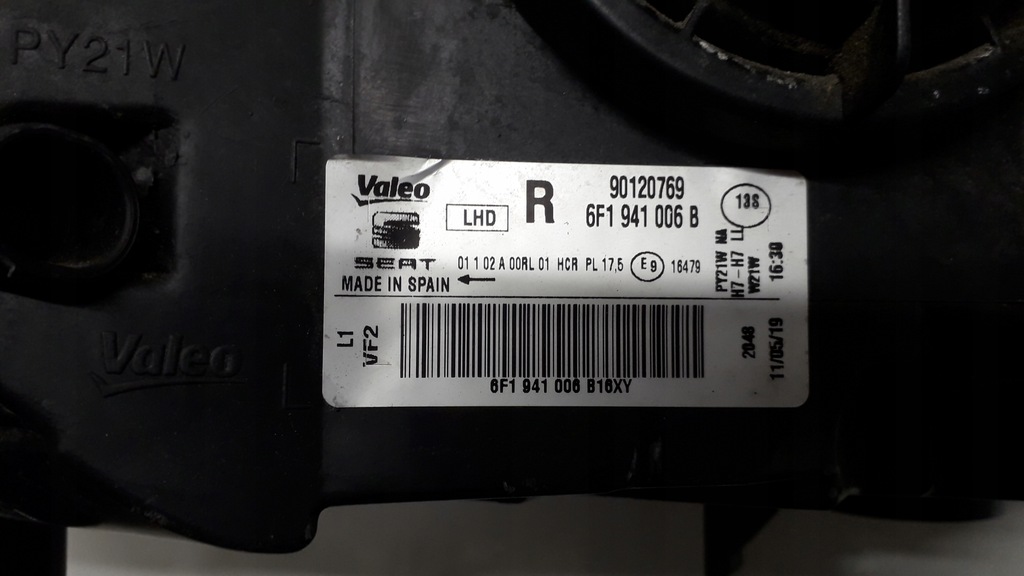 PY21W
Valeo
SEAT
MADE IN SPAIN
LHD
R
90120769
6F1 941 006 B
01 1 02 A 00RL 01 HCR PL 17,5 E9 16479
13S
PY21W NA
H7-H7 LL
W21W
16:30
L1
VF2
6F1 941 006 B16XY
2048
11/05/19
Valeo